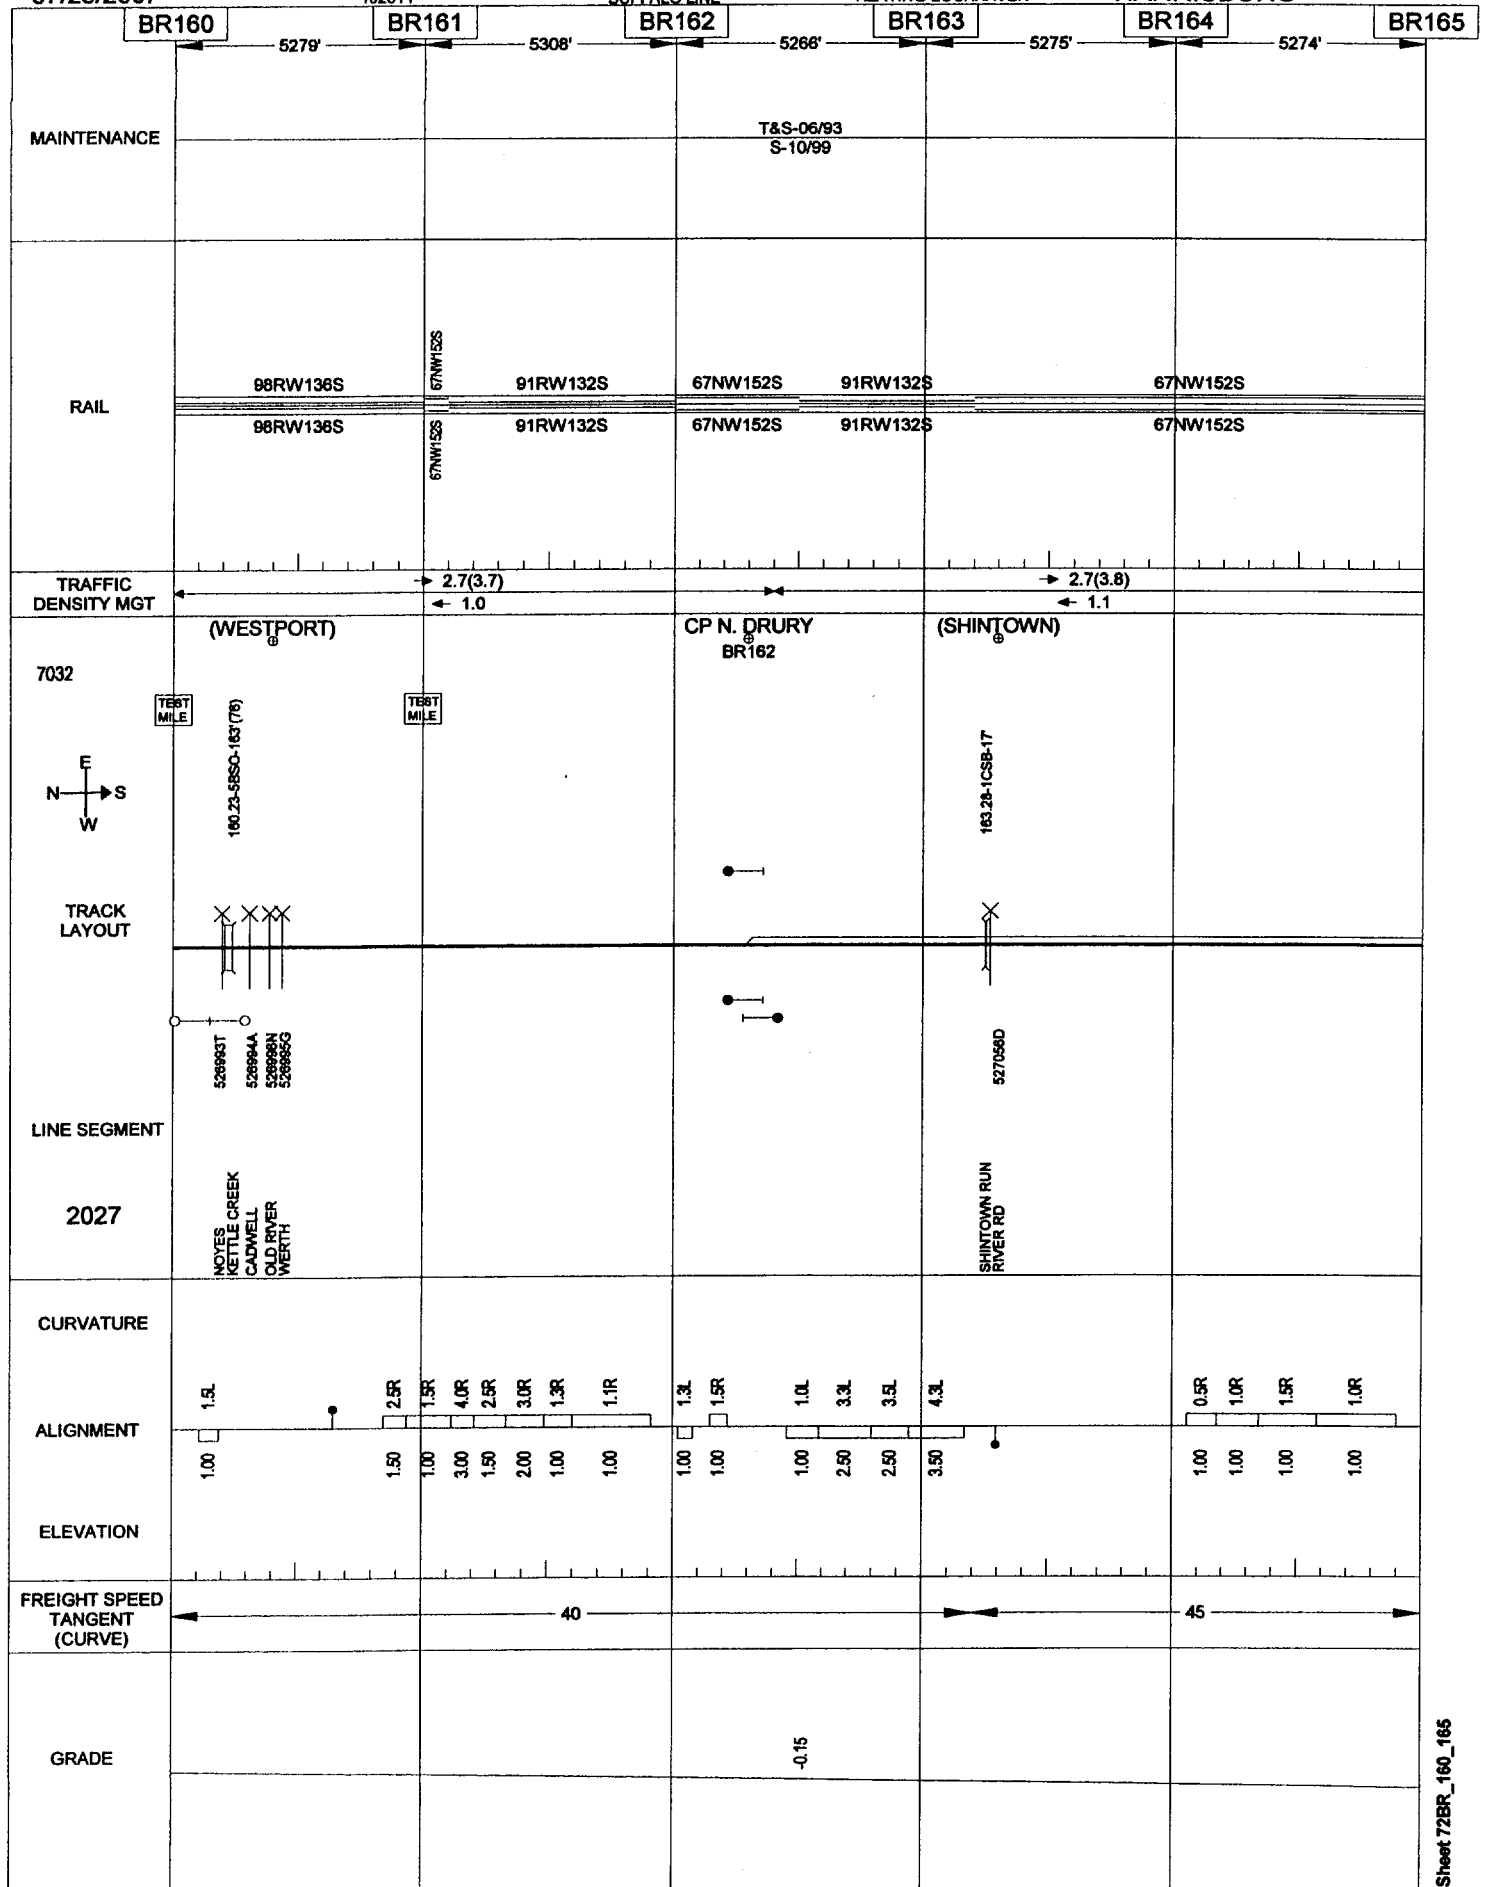 BR160 BR161 BR162 BR163 BR164 BR165
5279' 5308' 5266' 5275' 5274'
MAINTENANCE
T&S-06/93
S-10/99
RAIL
98RW136S 67NW152S 91RW132S 67NW152S 91RW132S 67NW152S
98RW136S 67NW152S 91RW132S 67NW152S 91RW132S 67NW152S
TRAFFIC
DENSITY MGT
2.7(3.7) 2.7(3.8)
1.0 1.1
(WESTPORT) CP N. DRURY (SHINTOWN)
BR162
7032
TEST
MILE
TEST
MILE
160.23-5BSO-163'(76)
163.28-1CSB-17'
E
N S
W
TRACK
LAYOUT
526993T
526994A
526996N
526995G
527056D
LINE SEGMENT
2027
NOYES
KETTLE CREEK
CADWELL
OLD RIVER
WERTH
SHINTOWN RUN
RIVER RD
CURVATURE
1.5L 2.5R 1.5R 4.0R 2.5R 3.0R 1.3R 1.1R 1.3L 1.5R 1.0L 3.3L 3.5L 4.3L 0.5R 1.0R 1.5R 1.0R
ALIGNMENT
1.00 1.50 1.00 3.00 1.50 2.00 1.00 1.00 1.00 1.00 1.00 2.50 2.50 3.50 1.00 1.00 1.00 1.00
ELEVATION
FREIGHT SPEED
TANGENT
(CURVE)
40 45
GRADE
-0.15
Sheet 72BR_160_165